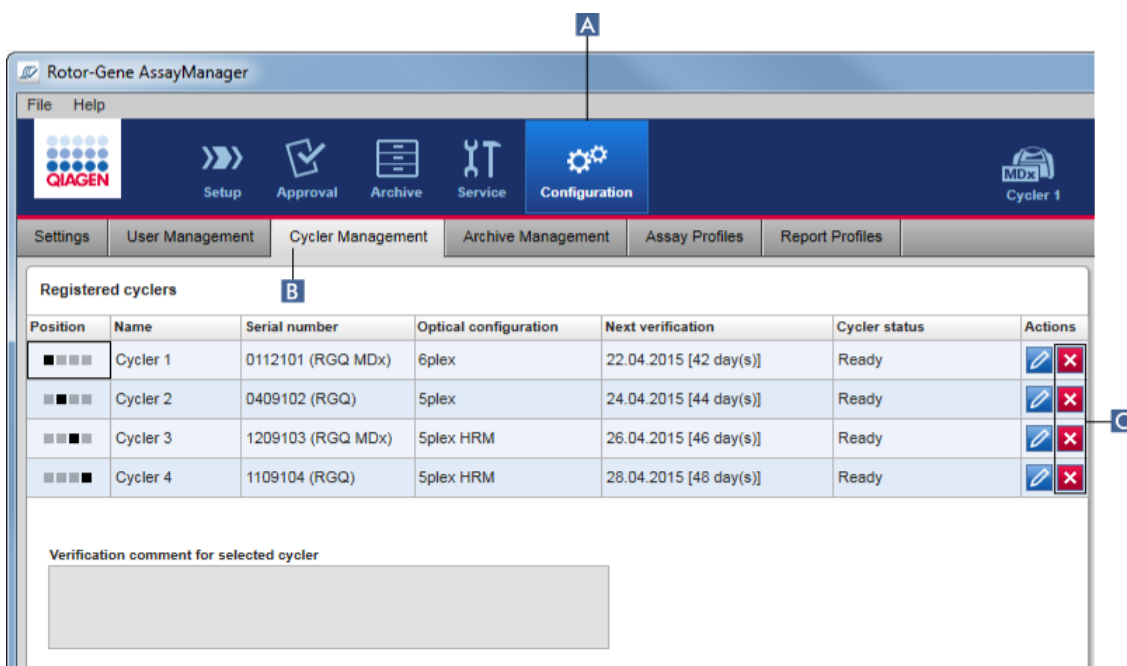 A
Rotor-Gene AssayManager
File Help
QIAGEN
Setup Approval Archive Service Configuration
MDx
Cycler 1
Settings User Management Cycler Management Archive Management Assay Profiles Report Profiles
B
Registered cyclers
Position Name Serial number Optical configuration Next verification Cycler status Actions
Cycler 1 0112101 (RGQ MDx) 6plex 22.04.2015 [42 day(s)] Ready
Cycler 2 0409102 (RGQ) 5plex 24.04.2015 [44 day(s)] Ready
C
Cycler 3 1209103 (RGQ MDx) 5plex HRM 26.04.2015 [46 day(s)] Ready
Cycler 4 1109104 (RGQ) 5plex HRM 28.04.2015 [48 day(s)] Ready
Verification comment for selected cycler